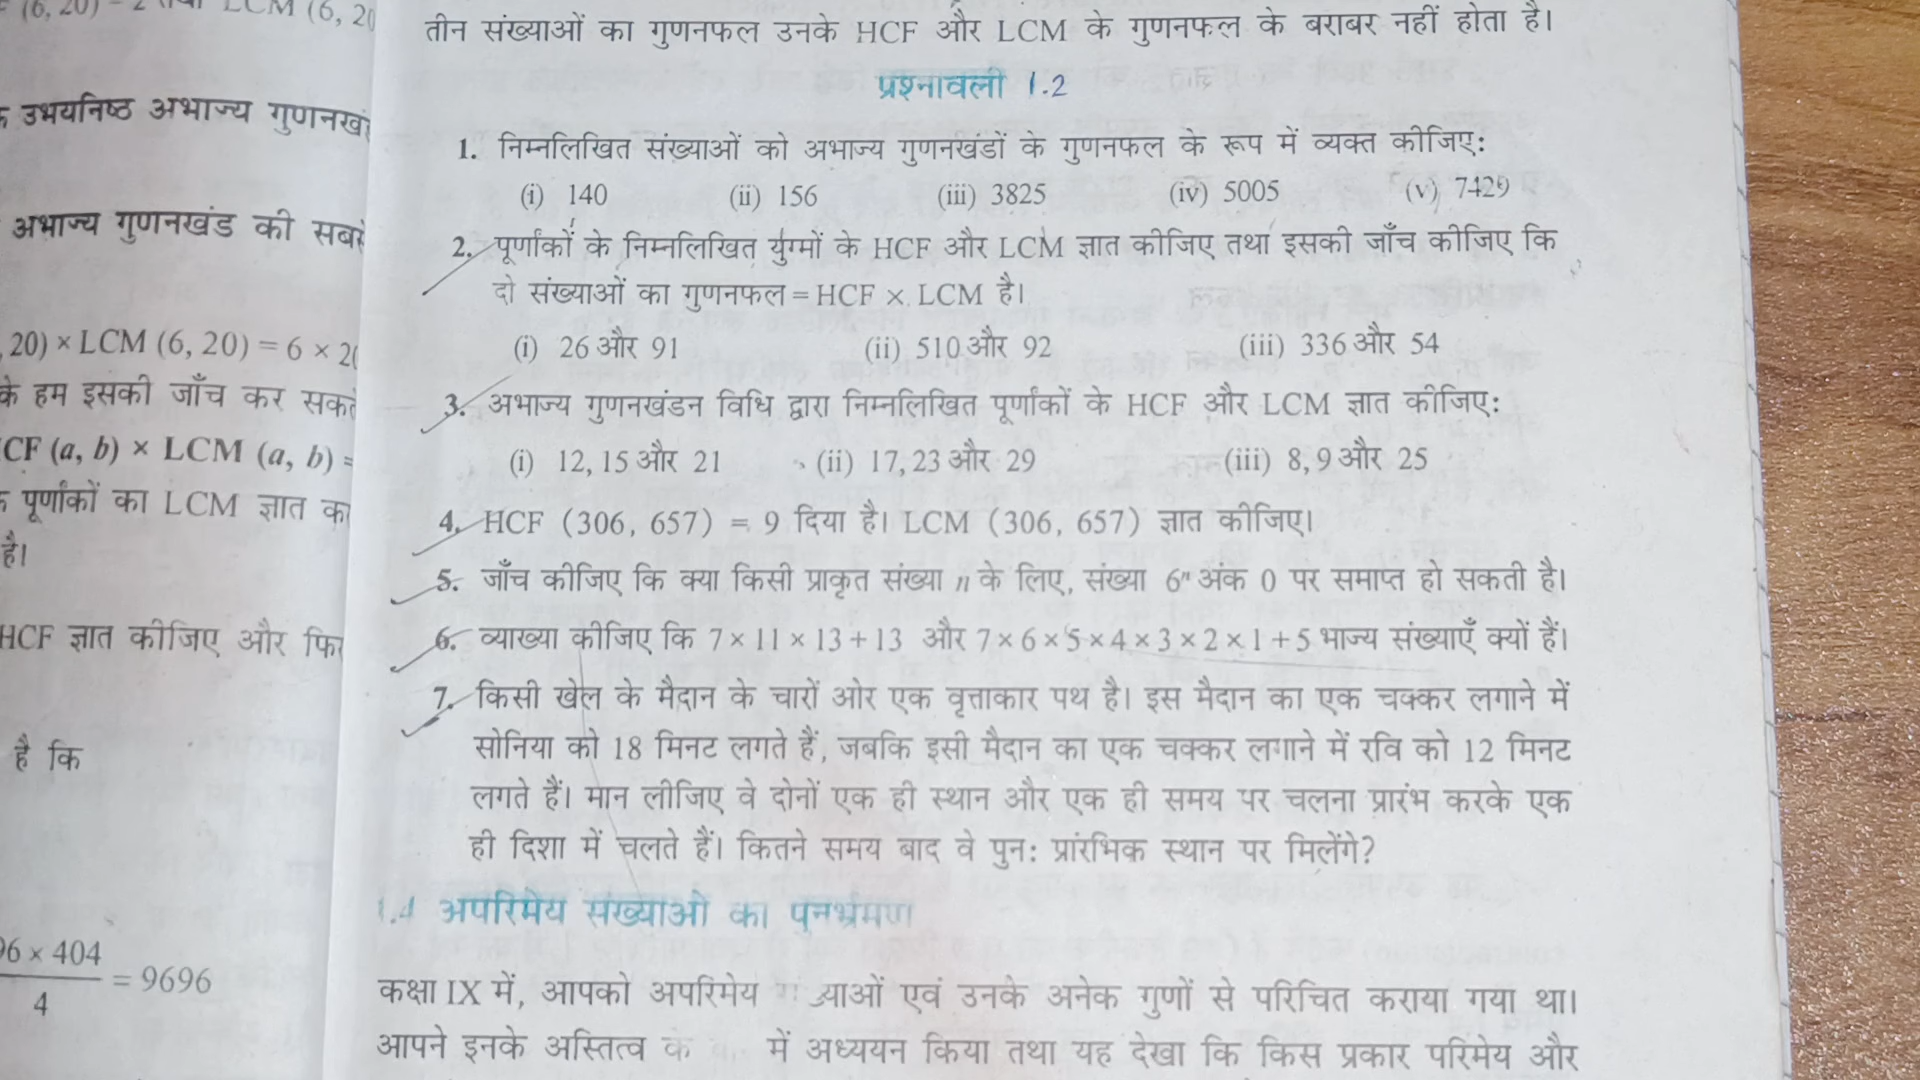 (6, 20)
LCM (6, 20
उभयनिष्ठ अभाज्य गुणनखं
अभाज्य गुणनखंड की सबसे
20) × LCM (6, 20) = 6 × 2
के हम इसकी जाँच कर सकते
CF (a, b) × LCM (a, b) =
पूर्णांकों का LCM ज्ञात क
है।
HCF ज्ञात कीजिए और फि
है कि
96 × 404
4
= 9696
तीन संख्याओं का गुणनफल उनके HCF और LCM के गुणनफल के बराबर नहीं होता है।
प्रश्नावली 1.2
1. निम्नलिखित संख्याओं को अभाज्य गुणनखंडों के गुणनफल के रूप में व्यक्त कीजिए:
(i) 140 (ii) 156 (iii) 3825 (iv) 5005 (v) 7429
2. पूर्णांकों के निम्नलिखित युग्मों के HCF और LCM ज्ञात कीजिए तथा इसकी जाँच कीजिए कि
दो संख्याओं का गुणनफल = HCF × LCM है।
(i) 26 और 91 (ii) 510 और 92 (iii) 336 और 54
3. अभाज्य गुणनखंडन विधि द्वारा निम्नलिखित पूर्णांकों के HCF और LCM ज्ञात कीजिए:
(i) 12, 15 और 21 (ii) 17, 23 और 29 (iii) 8, 9 और 25
4. HCF (306, 657) = 9 दिया है। LCM (306, 657) ज्ञात कीजिए।
5. जाँच कीजिए कि क्या किसी प्राकृत संख्या n के लिए, संख्या 6ⁿ अंक 0 पर समाप्त हो सकती है।
6. व्याख्या कीजिए कि 7 × 11 × 13 + 13 और 7 × 6 × 5 × 4 × 3 × 2 × 1 + 5 भाज्य संख्याएँ क्यों हैं।
7. किसी खेल के मैदान के चारों ओर एक वृत्ताकार पथ है। इस मैदान का एक चक्कर लगाने में
सोनिया को 18 मिनट लगते हैं, जबकि इसी मैदान का एक चक्कर लगाने में रवि को 12 मिनट
लगते हैं। मान लीजिए वे दोनों एक ही स्थान और एक ही समय पर चलना प्रारंभ करके एक
ही दिशा में चलते हैं। कितने समय बाद वे पुन: प्रांरभिक स्थान पर मिलेंगे?
1.4 अपरिमेय संख्याओं का पुनर्भ्रमण
कक्षा IX में, आपको अपरिमेय एवं उनके अनेक गुणों से परिचित कराया गया था।
आपने इनके अस्तित्व के में अध्ययन किया तथा यह देखा कि किस प्रकार परिमेय और